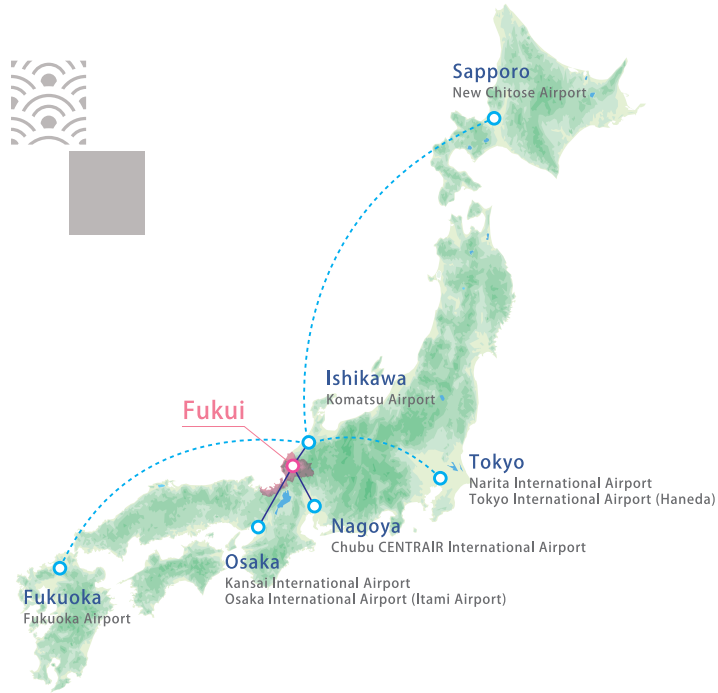 Sapporo
New Chitose Airport
Ishikawa
Komatsu Airport
Fukui
Tokyo
Narita International Airport
Tokyo International Airport (Haneda)
Nagoya
Chubu CENTRAIR International Airport
Osaka
Kansai International Airport
Osaka International Airport (Itami Airport)
Fukuoka
Fukuoka Airport